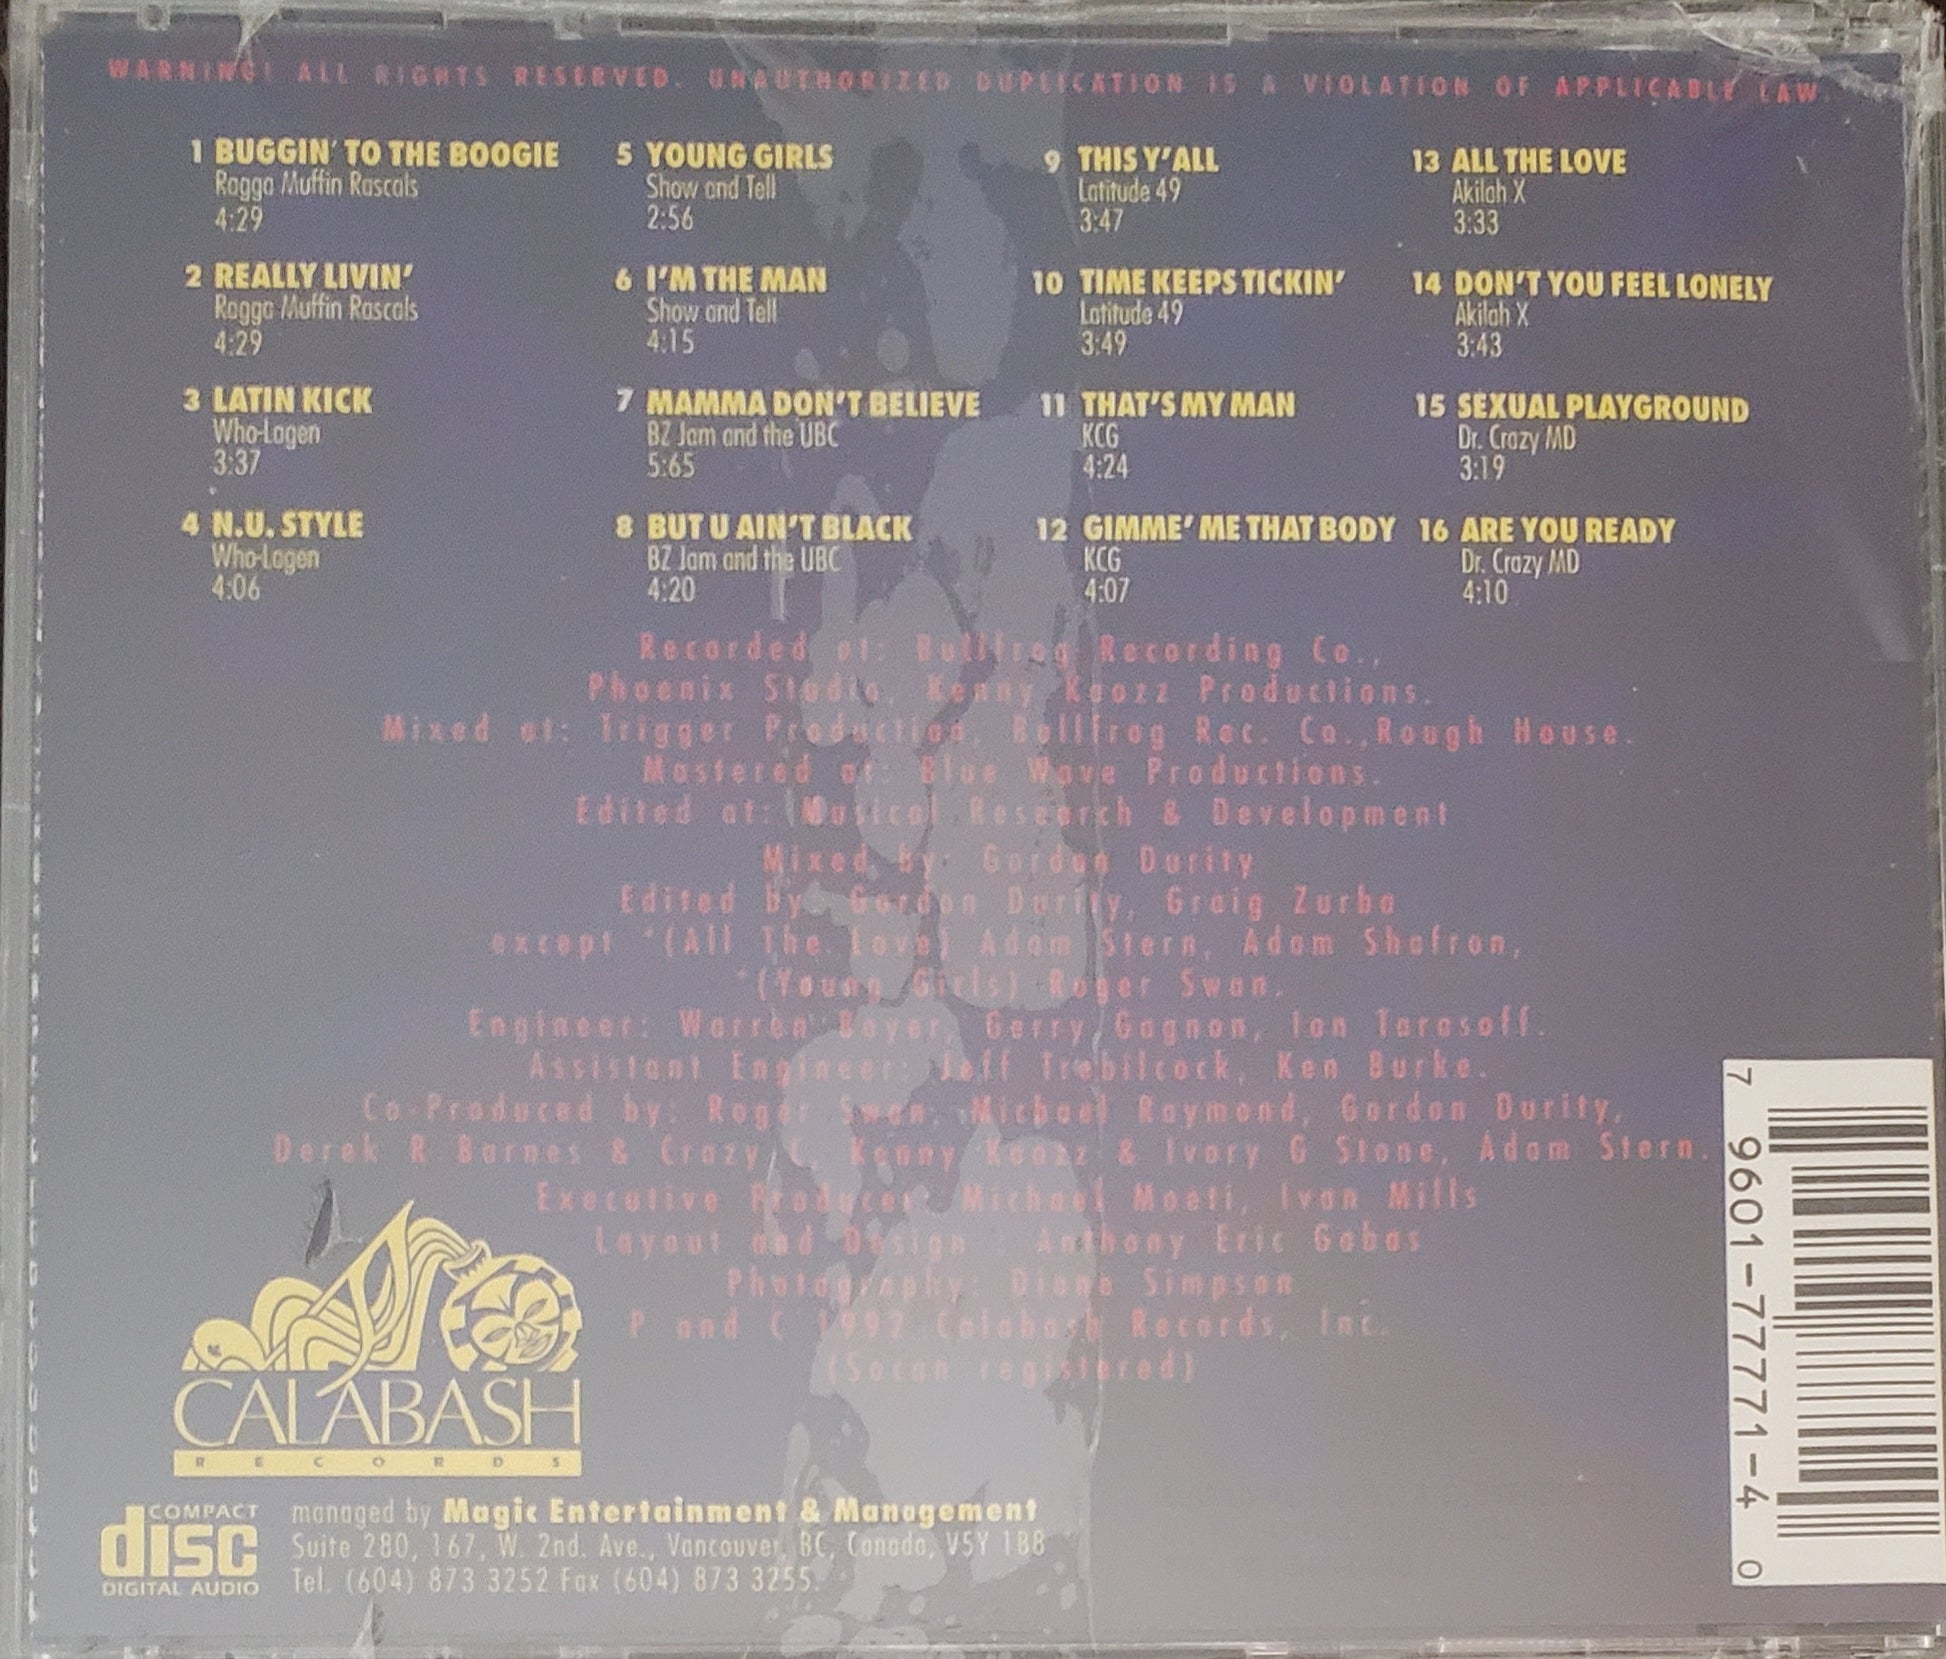 WARNING! ALL RIGHTS RESERVED. UNAUTHORIZED DUPLICATION IS A VIOLATION OF APPLICABLE LAW.
1 BUGGIN' TO THE BOOGIE
Ragga Muffin Rascals
4:29
2 REALLY LIVIN'
Ragga Muffin Rascals
4:29
3 LATIN KICK
Who-Lagen
3:37
4 N.U. STYLE
Who-Lagen
4:06
5 YOUNG GIRLS
Show and Tell
2:56
6 I'M THE MAN
Show and Tell
4:15
7 MAMMA DON'T BELIEVE
BZ Jam and the UBC
5:65
8 BUT U AIN'T BLACK
BZ Jam and the UBC
4:20
9 THIS Y'ALL
Latitude 49
3:47
10 TIME KEEPS TICKIN'
Latitude 49
3:49
11 THAT'S MY MAN
KCG
4:24
12 GIMME' ME THAT BODY
KCG
4:07
13 ALL THE LOVE
Akilah X
3:33
14 DON'T YOU FEEL LONELY
Akilah X
3:43
15 SEXUAL PLAYGROUND
Dr. Crazy MD
3:19
16 ARE YOU READY
Dr. Crazy MD
4:10
Recorded at: Bullfrog Recording Co.,
Phoenix Studio, Kenny Kaozz Productions.
Mixed at: Trigger Production, Bullfrog Rec. Co.,Rough House.
Mastered at: Blue Wave Productions.
Edited at: Musical Research & Development
Mixed by: Gordon Durity
Edited by: Gordon Durity, Graig Zurba
except *(All The Love) Adam Stern, Adam Shafron,
*(Young Girls) Roger Swan.
Engineer: Warren Boyer, Gerry Gagnon, Ian Tarasoff.
Assistant Engineer: Jeff Trebilcock, Ken Burke.
Co-Produced by: Roger Swan, Michael Raymond, Gordon Durity,
Derek R Barnes & Crazy C, Kenny Kaozz & Ivory G Stone, Adam Stern.
Executive Producer: Michael Moeti, Ivan Mills
Layout and Design : Anthony Eric Gabas
Photography: Diane Simpson
P and C 1992 Calabash Records, Inc.
(Socan registered)
CALABASH
RECORDS
COMPACT
disc
DIGITAL AUDIO
managed by Magic Entertainment & Management
Suite 280, 167, W. 2nd. Ave., Vancouver, BC, Canada, V5Y 1B8
Tel. (604) 873 3252 Fax (604) 873 3255.
7 9601-77771-4 0